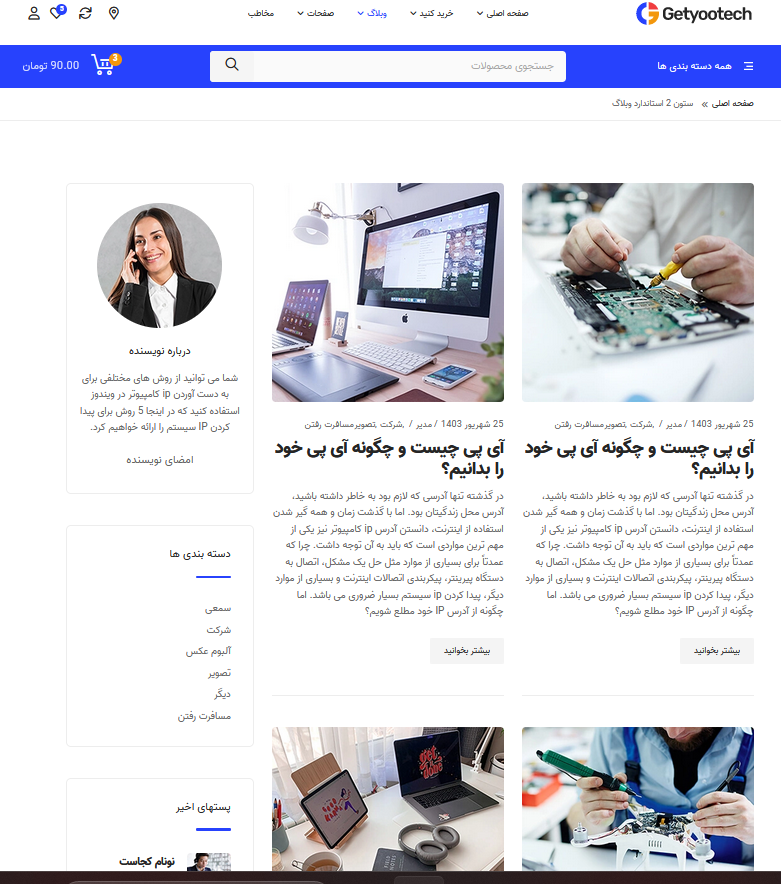 Getyootech
صفحه اصلی
خرید کنید
وبلاگ
صفحات
مخاطب
5
همه دسته بندی ها
جستجوی محصولات
3
90.00 تومان
صفحه اصلی » ستون 2 استاندارد وبلاگ
25 شهریور 1403 / مدیر / ,شرکت ,تصویرمسافرت رفتن
آی پی چیست و چگونه آی پی خود
را بدانیم؟
در گذشته تنها آدرسی که لازم بود به خاطر داشته باشید،
آدرس محل زندگیتان بود. اما با گذشت زمان و همه گیر شدن
استفاده از اینترنت، دانستن آدرس ip کامپیوتر نیز یکی از
مهم ترین مواردی است که باید به آن توجه داشت. چرا که
عمدتاً برای بسیاری از موارد مثل حل یک مشکل، اتصال به
دستگاه پیرینتر، پیکربندی اتصالات اینترنت و بسیاری از موارد
دیگر، پیدا کردن ip سیستم بسیار ضروری می باشد. اما
چگونه از آدرس IP خود مطلع شویم؟
بیشتر بخوانید
25 شهریور 1403 / مدیر / ,شرکت ,تصویرمسافرت رفتن
آی پی چیست و چگونه آی پی خود
را بدانیم؟
در گذشته تنها آدرسی که لازم بود به خاطر داشته باشید،
آدرس محل زندگیتان بود. اما با گذشت زمان و همه گیر شدن
استفاده از اینترنت، دانستن آدرس ip کامپیوتر نیز یکی از
مهم ترین مواردی است که باید به آن توجه داشت. چرا که
عمدتاً برای بسیاری از موارد مثل حل یک مشکل، اتصال به
دستگاه پیرینتر، پیکربندی اتصالات اینترنت و بسیاری از موارد
دیگر، پیدا کردن ip سیستم بسیار ضروری می باشد. اما
چگونه از آدرس IP خود مطلع شویم؟
بیشتر بخوانید
درباره نویسنده
شما می توانید از روش های مختلفی برای
به دست آوردن ip کامپیوتر در ویندوز
استفاده کنید که در اینجا 5 روش برای پیدا
کردن IP سیستم را ارائه خواهیم کرد.
امضای نویسنده
دسته بندی ها
سمعی
شرکت
آلبوم عکس
تصویر
دیگر
مسافرت رفتن
پستهای اخیر
نونام کجاست